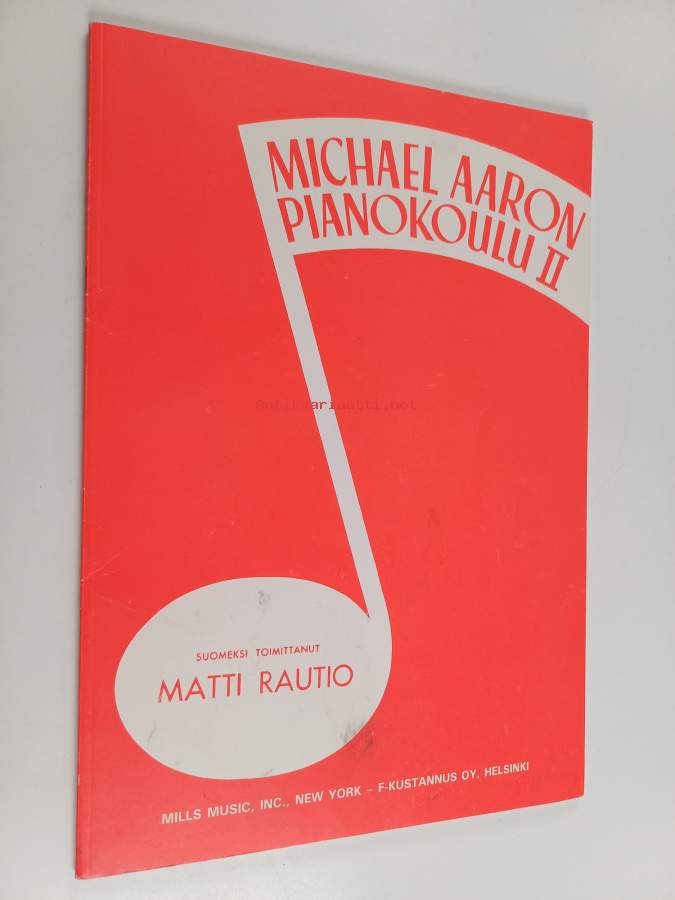 MICHAEL AARON
PIANOKOULU II
Antikvariaatti.net
SUOMEKSI TOIMITTANUT
MATTI RAUTIO
MILLS MUSIC, INC., NEW YORK – F-KUSTANNUS OY, HELSINKI